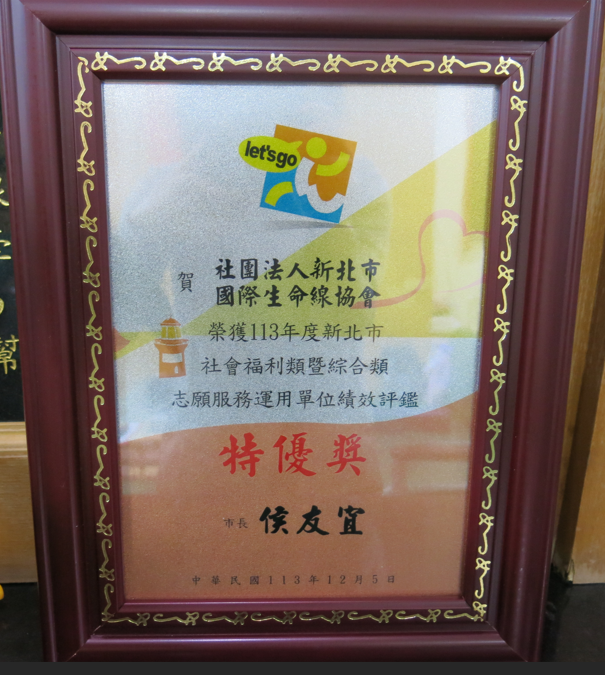 let's go
賀
社團法人新北市
國際生命線協會
榮獲113年度新北市
社會福利類暨綜合類
志願服務運用單位績效評鑑
特優獎
市長 侯友宜
中華民國113年12月5日
幫